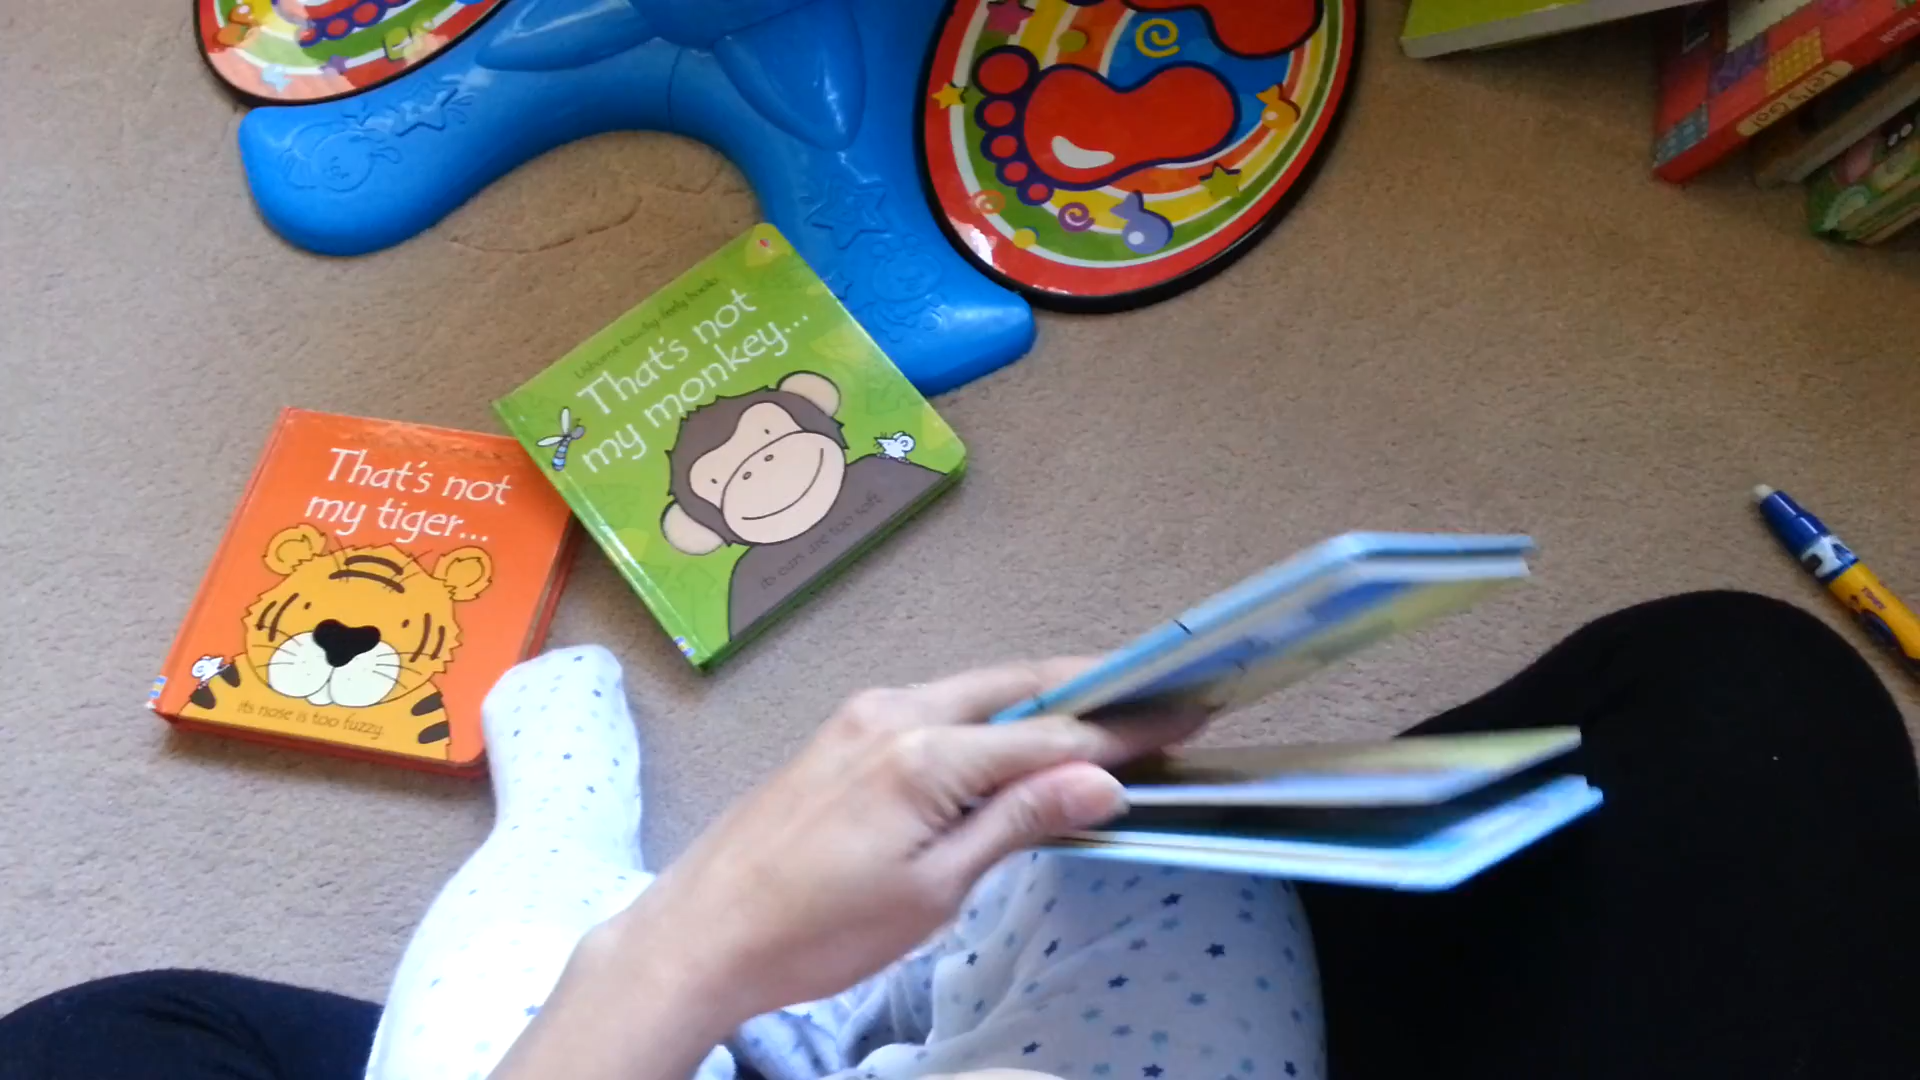 Usborne touchy-feely books
That's not
my monkey...
its ears are too soft
That's not
my tiger...
its nose is too fuzzy
Let's Go!